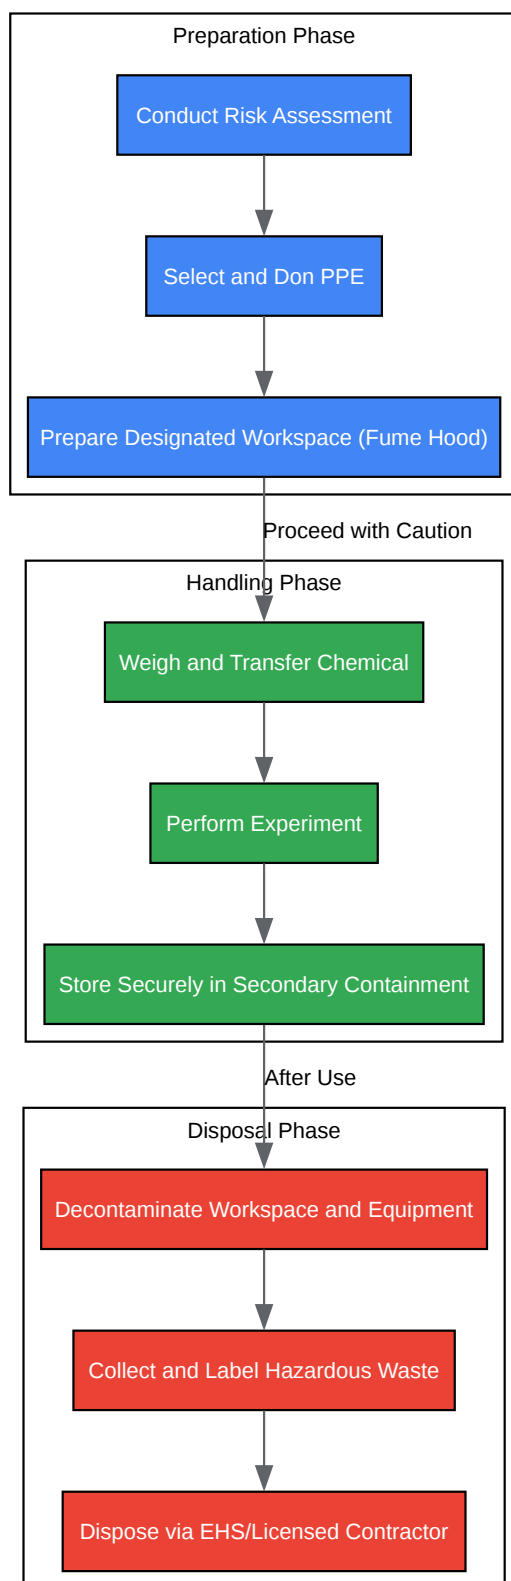 Preparation Phase
Conduct Risk Assessment
Select and Don PPE
Prepare Designated Workspace (Fume Hood)
Proceed with Caution
Handling Phase
Weigh and Transfer Chemical
Perform Experiment
Store Securely in Secondary Containment
After Use
Disposal Phase
Decontaminate Workspace and Equipment
Collect and Label Hazardous Waste
Dispose via EHS/Licensed Contractor